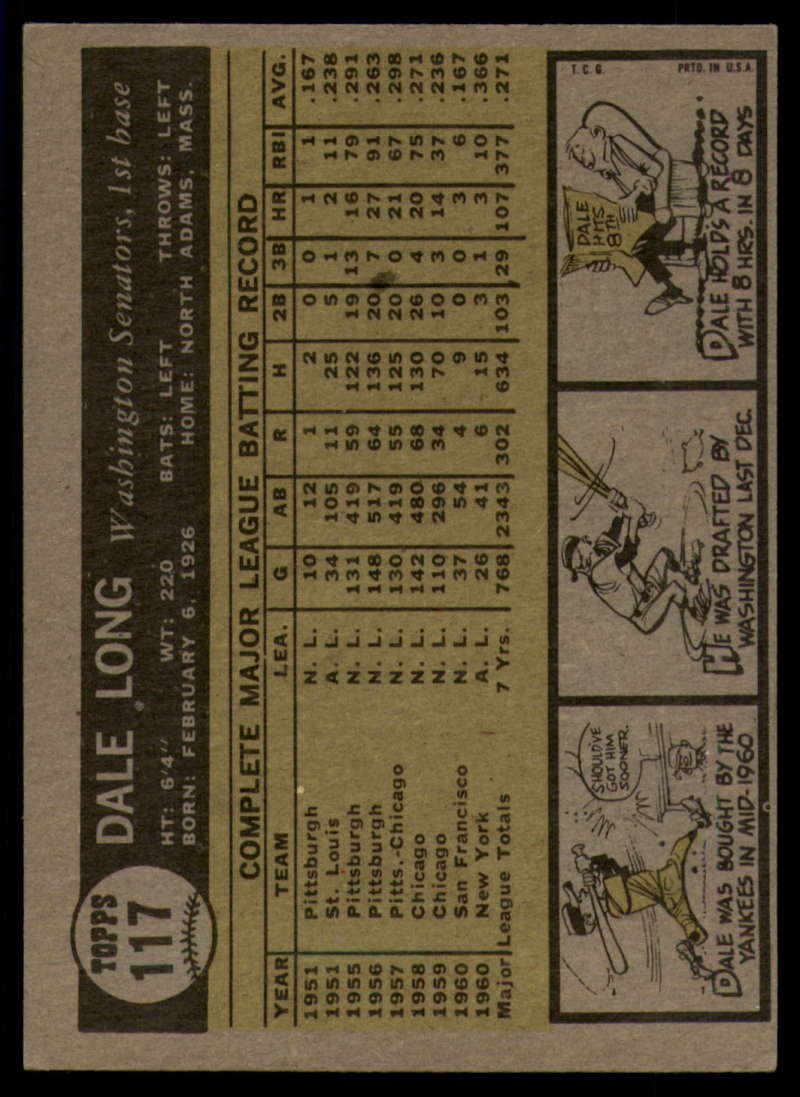 TOPPS
117
DALE LONG Washington Senators, 1st base
HT: 6'4" WT: 220 BATS: LEFT THROWS: LEFT
BORN: FEBRUARY 6, 1926 HOME: NORTH ADAMS, MASS.
COMPLETE MAJOR LEAGUE BATTING RECORD
YEAR TEAM LEA. G AB R H 2B 3B HR RBI AVG.
1951 Pittsburgh N. L. 10 12 1 2 0 0 1 1 .167
1951 St. Louis A. L. 34 105 11 25 5 1 2 11 .238
1955 Pittsburgh N. L. 131 419 59 122 19 13 16 79 .291
1956 Pittsburgh N. L. 148 517 64 136 20 7 27 91 .263
1957 Pitts.-Chicago N. L. 130 419 55 125 20 0 21 67 .298
1958 Chicago N. L. 142 480 68 130 26 4 20 75 .271
1959 Chicago N. L. 110 296 34 70 10 3 14 37 .236
1960 San Francisco N. L. 37 54 4 9 0 0 3 6 .167
1960 New York A. L. 26 41 6 15 3 1 3 10 .366
Major League Totals 7 Yrs. 768 2343 302 634 103 29 107 377 .271
SHOULD'VE
GOT HIM
SOONER.
DALE WAS BOUGHT BY THE
YANKEES IN MID-1960
HE WAS DRAFTED BY
WASHINGTON LAST DEC.
T. C. G. PRTD. IN U.S.A.
DALE
HITS
8TH
DALE HOLDS A RECORD
WITH 8 HRS. IN 8 DAYS